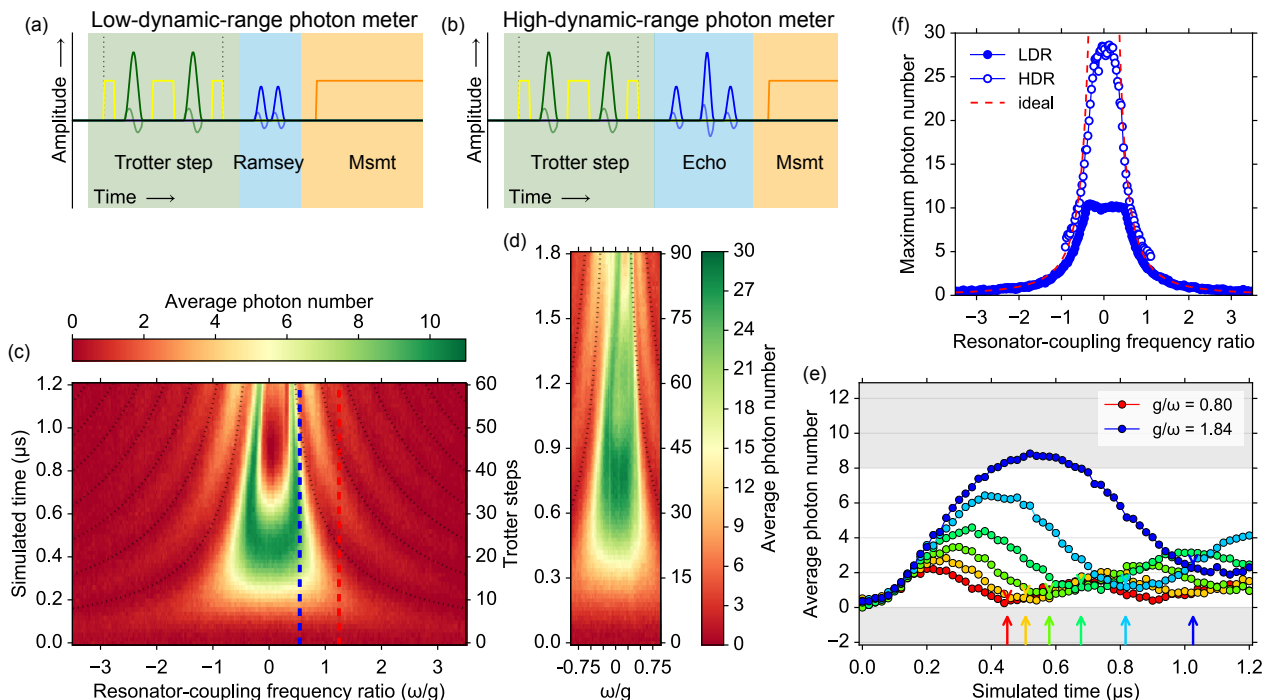 (a)
Low-dynamic-range photon meter
Amplitude ⟶
Trotter step
Ramsey
Msmt
Time ⟶
(b)
High-dynamic-range photon meter
Amplitude ⟶
Trotter step
Echo
Msmt
Time ⟶
(f)
Maximum photon number
30
25
20
15
10
5
0
LDR
HDR
ideal
−3 −2 −1 0 1 2 3
Resonator-coupling frequency ratio
Average photon number
0 2 4 6 8 10
(c)
Simulated time (μs)
1.2
1.0
0.8
0.6
0.4
0.2
0.0
60
50
40
30
20
10
0
Trotter steps
−3 −2 −1 0 1 2 3
Resonator-coupling frequency ratio (ω/g)
(d)
1.8
1.5
1.2
0.9
0.6
0.3
0.0
90
75
60
45
30
15
0
−0.75 0 0.75
ω/g
30
27
24
21
18
15
12
9
6
3
0
Average photon number
(e)
Average photon number
12
10
8
6
4
2
0
−2
g/ω = 0.80
g/ω = 1.84
0.0 0.2 0.4 0.6 0.8 1.0 1.2
Simulated time (μs)